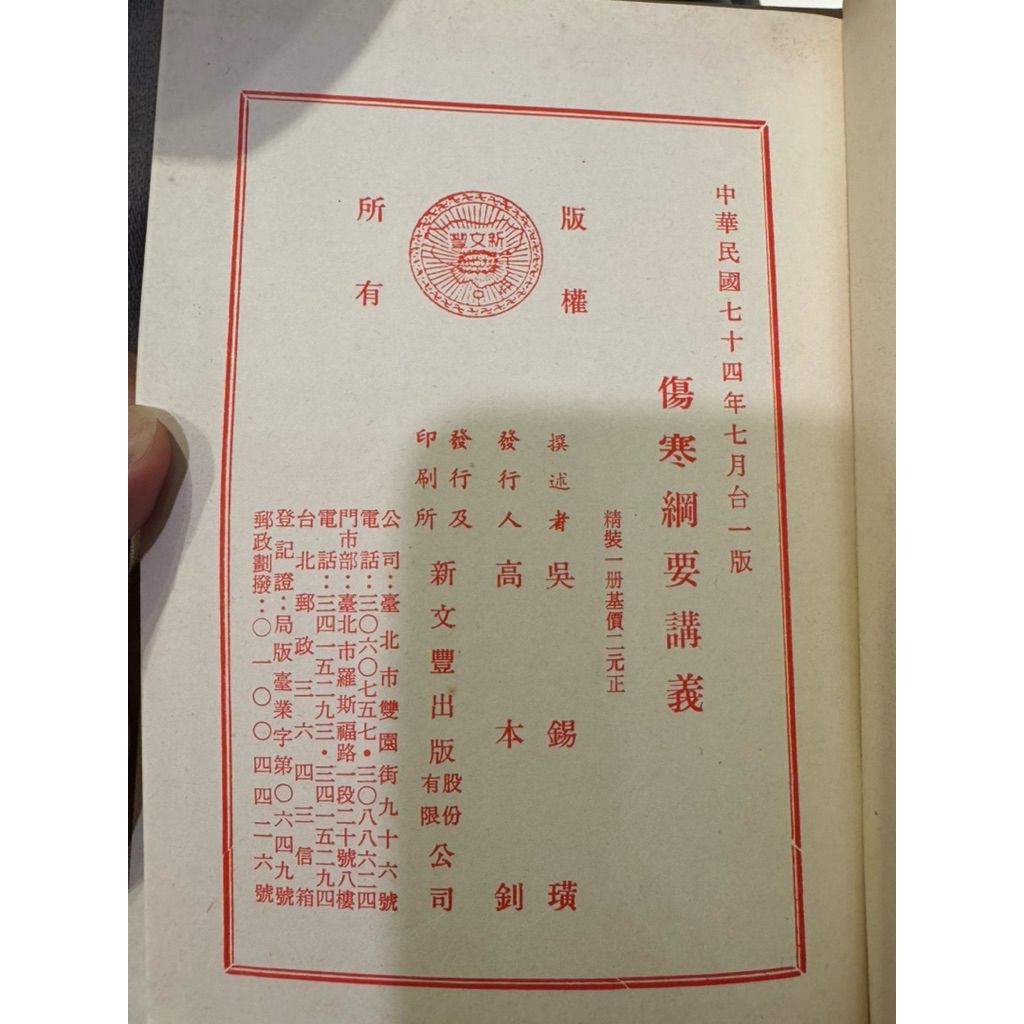 中華民國七十四年七月台一版
傷寒綱要講義
精裝一册基價二元正
版權
所有
新文豐
撰述者吳錫璜
發行人高本釗
發行及
印刷所
新文豐出版股份有限公司
公司：臺北市雙園街九十六號
電話：三〇六〇七五七・三〇八八六二四
門市部：臺北市羅斯福路一段二十號八樓
電話：三四一五二九三・三四一五二九四
台北郵政三六四三信箱
登記證：局版臺業字第〇六四九號
郵政劃撥：〇一〇〇四四二六號